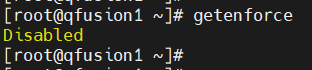 [root@qfusion1 ~]# getenforce
Disabled
[root@qfusion1 ~]#
[root@qfusion1 ~]#